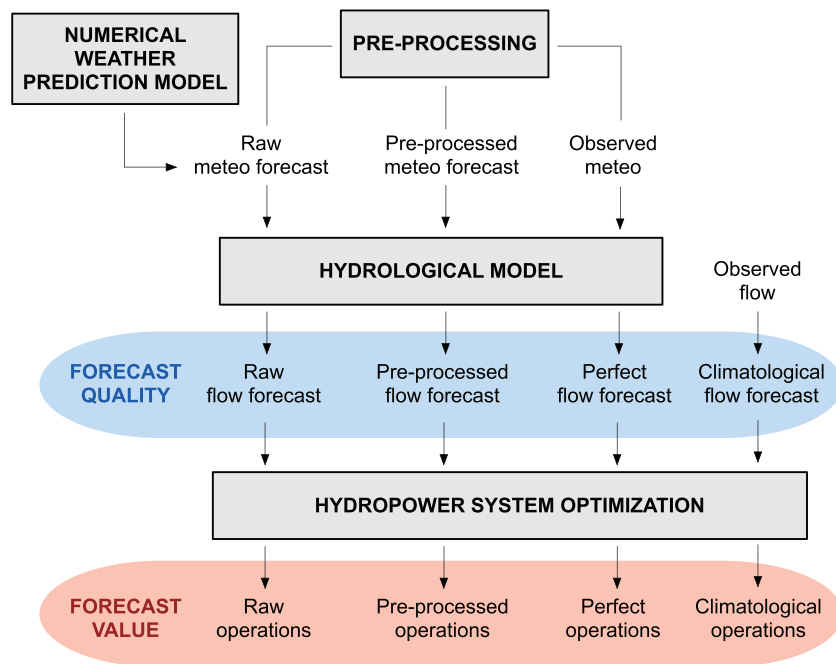 NUMERICAL
WEATHER
PREDICTION MODEL
PRE-PROCESSING
Raw
meteo forecast
Pre-processed
meteo forecast
Observed
meteo
HYDROLOGICAL MODEL
Observed
flow
FORECAST
QUALITY
Raw
flow forecast
Pre-processed
flow forecast
Perfect
flow forecast
Climatological
flow forecast
HYDROPOWER SYSTEM OPTIMIZATION
FORECAST
VALUE
Raw
operations
Pre-processed
operations
Perfect
operations
Climatological
operations